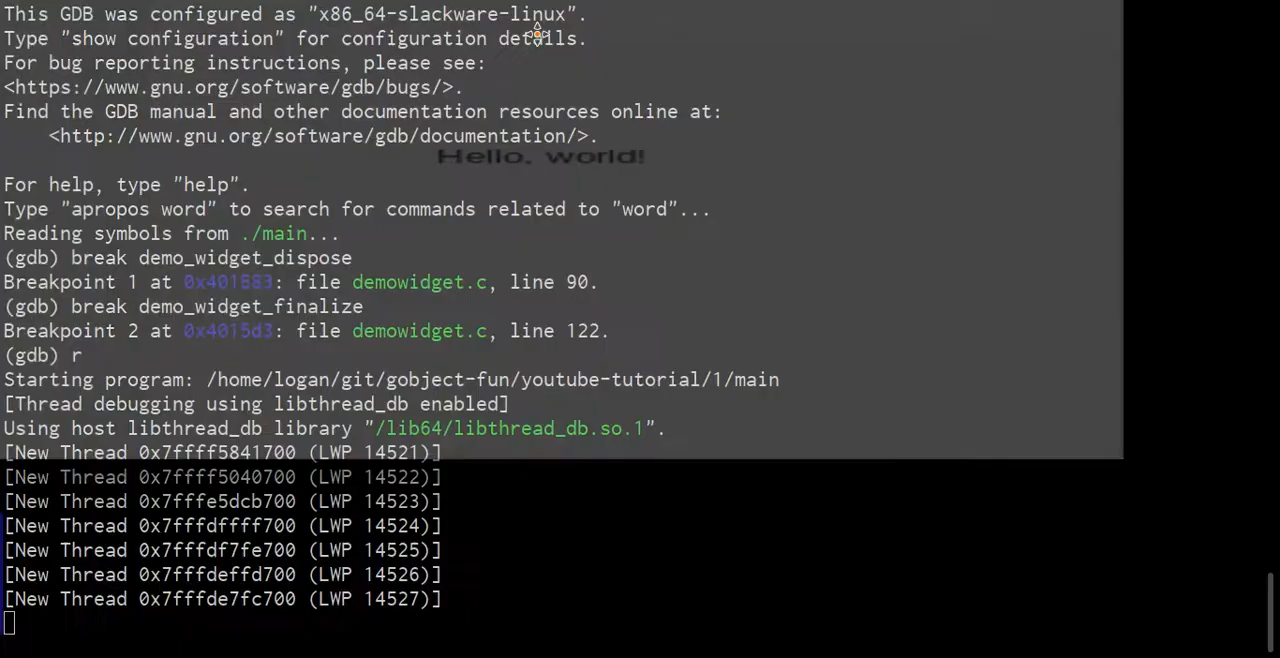 This GDB was configured as "x86_64-slackware-linux".
Type "show configuration" for configuration details.
For bug reporting instructions, please see:
<https://www.gnu.org/software/gdb/bugs/>.
Find the GDB manual and other documentation resources online at:
<http://www.gnu.org/software/gdb/documentation/>.
Hello, world!
For help, type "help".
Type "apropos word" to search for commands related to "word"...
Reading symbols from ./main...
(gdb) break demo_widget_dispose
Breakpoint 1 at 0x401883: file demowidget.c, line 90.
(gdb) break demo_widget_finalize
Breakpoint 2 at 0x4015d3: file demowidget.c, line 122.
(gdb) r
Starting program: /home/logan/git/gobject-fun/youtube-tutorial/1/main
[Thread debugging using libthread_db enabled]
Using host libthread_db library "/lib64/libthread_db.so.1".
[New Thread 0x7ffff5841700 (LWP 14521)]
[New Thread 0x7ffff5040700 (LWP 14522)]
[New Thread 0x7fffe5dcb700 (LWP 14523)]
[New Thread 0x7fffdffff700 (LWP 14524)]
[New Thread 0x7fffdf7fe700 (LWP 14525)]
[New Thread 0x7fffdeffd700 (LWP 14526)]
[New Thread 0x7fffde7fc700 (LWP 14527)]